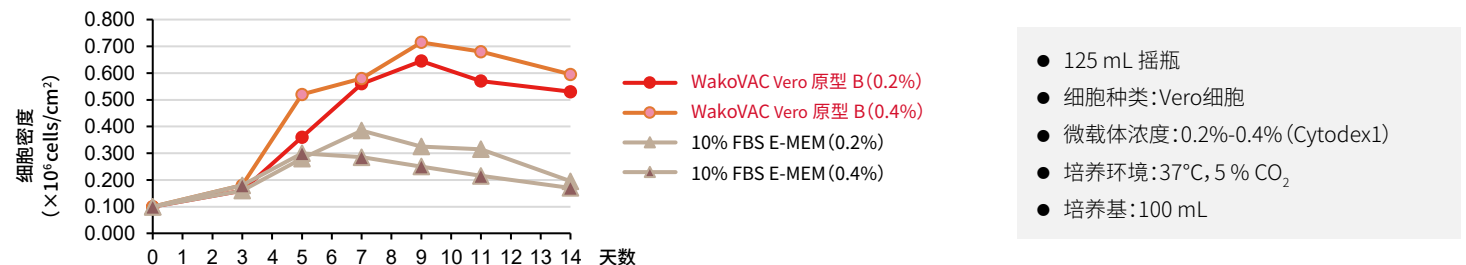 0.800
0.700
0.600
0.500
0.400
0.300
0.200
0.100
0.000
细胞密度
(×10⁶cells/cm²)
0 1 2 3 4 5 6 7 8 9 10 11 12 13 14 天数
WakoVAC Vero 原型 B(0.2%)
WakoVAC Vero 原型 B(0.4%)
10% FBS E-MEM(0.2%)
10% FBS E-MEM(0.4%)
● 125 mL 摇瓶
● 细胞种类:Vero细胞
● 微载体浓度:0.2%-0.4%(Cytodex1)
● 培养环境:37℃,5 % CO₂
● 培养基:100 mL